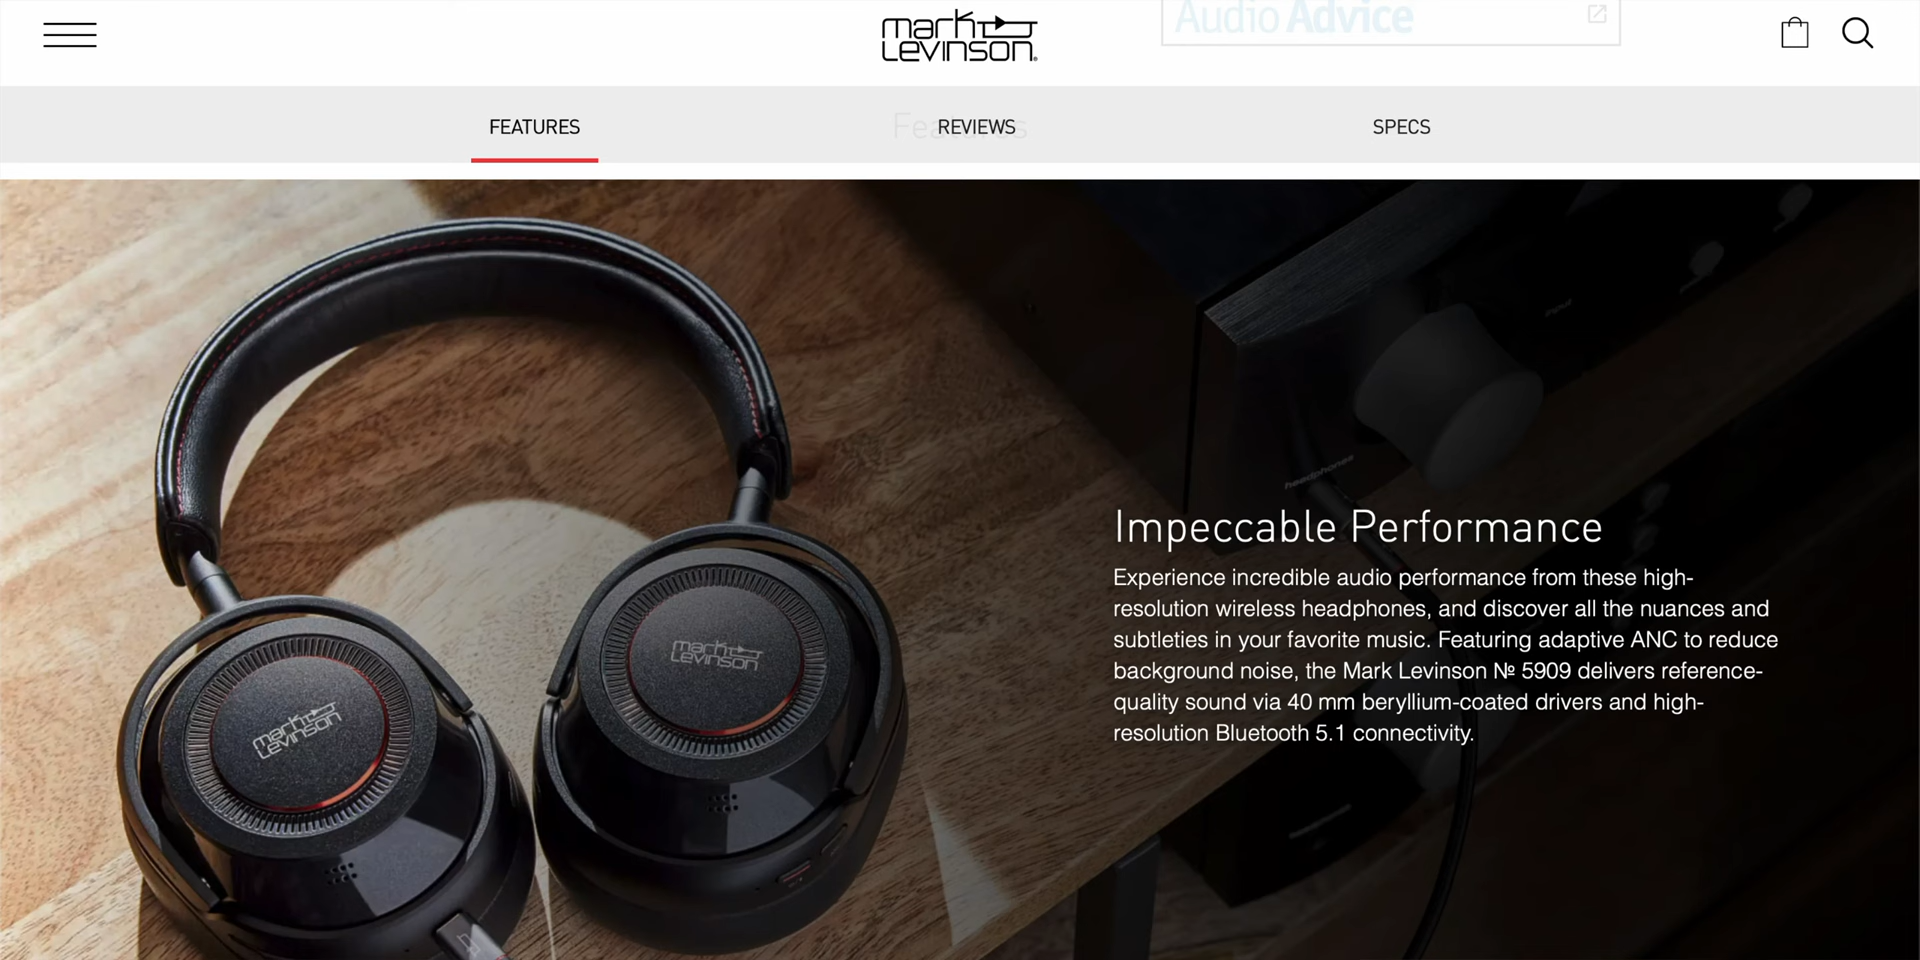 Audio Advice
mark
Levinson®
FEATURES
Features
REVIEWS
SPECS
headphones
mark
Levinson
mark
Levinson
Impeccable Performance
Experience incredible audio performance from these high-
resolution wireless headphones, and discover all the nuances and
subtleties in your favorite music. Featuring adaptive ANC to reduce
background noise, the Mark Levinson № 5909 delivers reference-
quality sound via 40 mm beryllium-coated drivers and high-
resolution Bluetooth 5.1 connectivity.